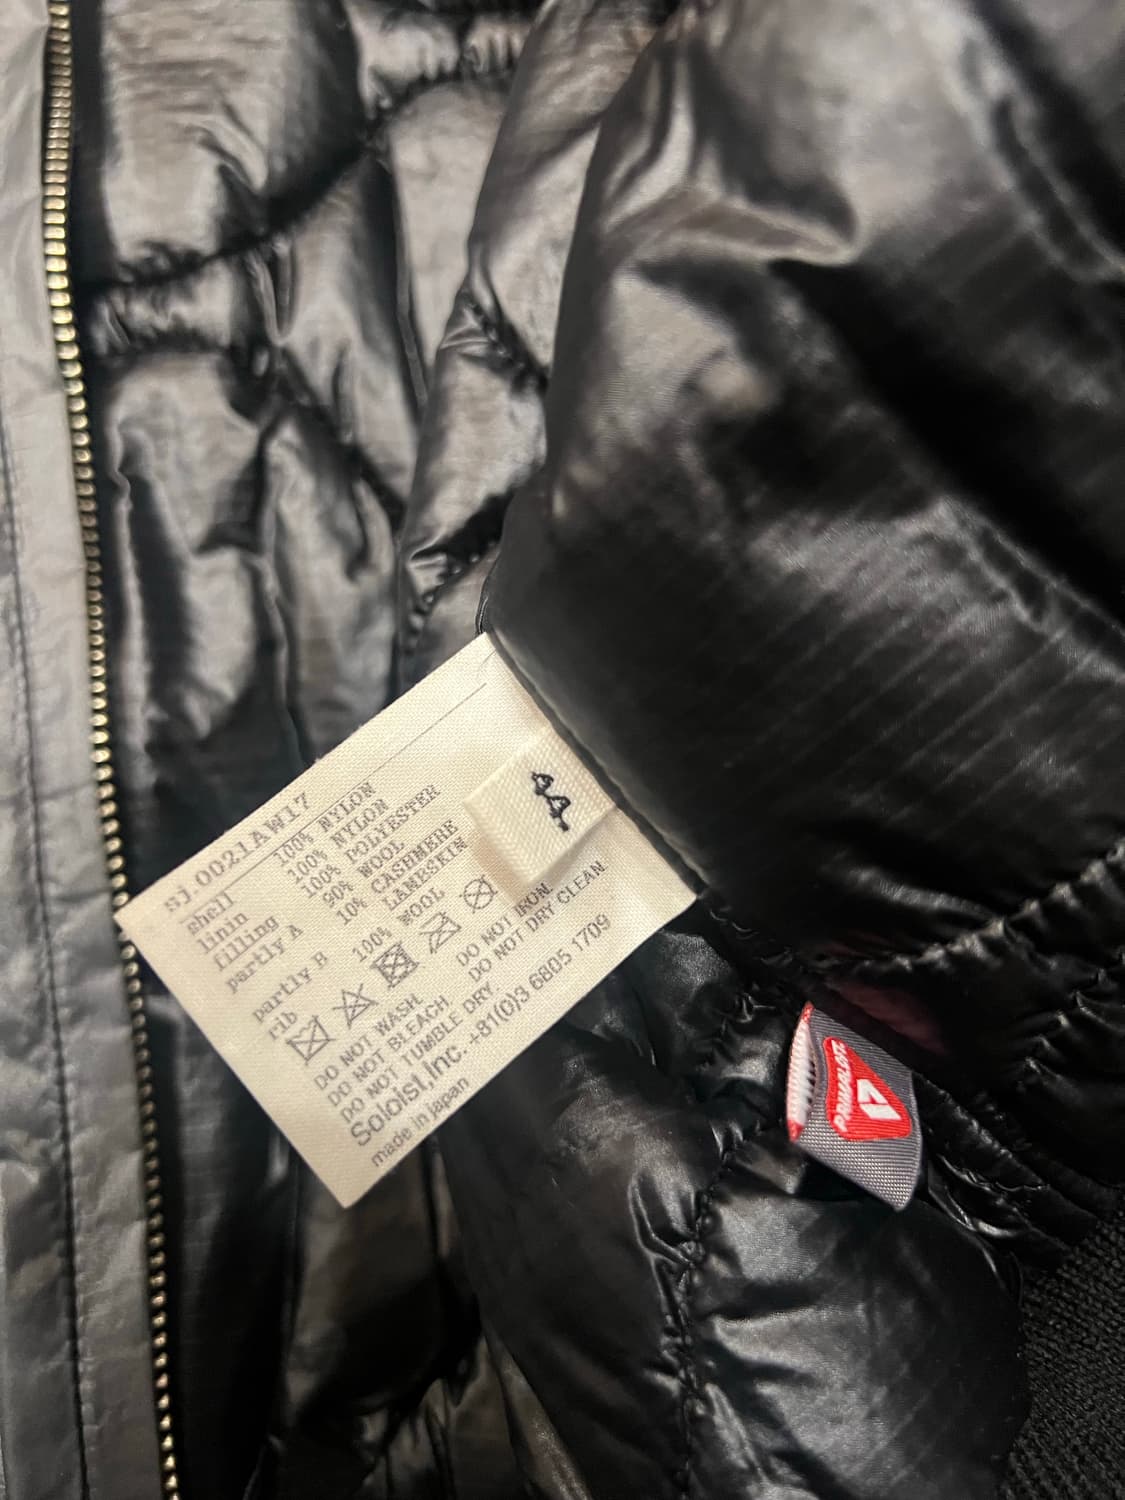 sj.0021AW17
shell 100% NYLON
linin 100% NYLON
filling 100% POLYESTER
partly A 90% WOOL
10% CASHMERE
partly B LAMBSKIN
rib 100% WOOL
DO NOT WASH.
DO NOT BLEACH.
DO NOT TUMBLE DRY
DO NOT IRON.
DO NOT DRY CLEAN.
Soloist,Inc. +81(0)3 6805 1709
made in japan
44
PRIMALOFT